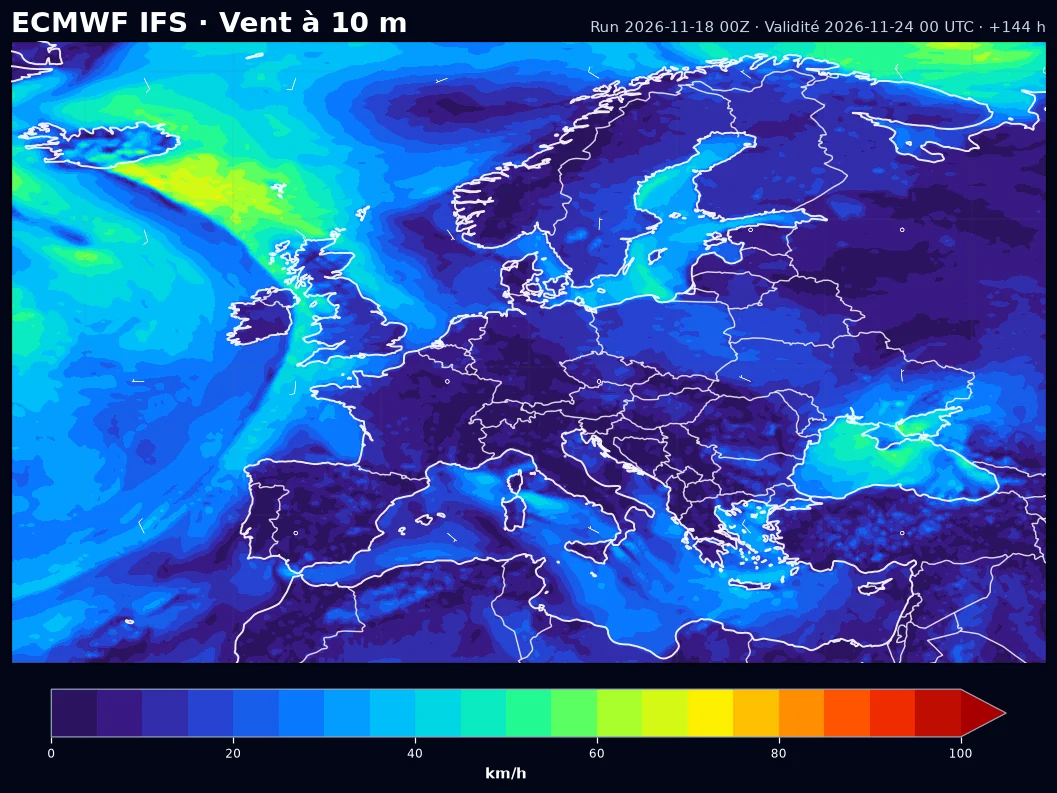 ECMWF IFS · Vent à 10 m
Run 2026-11-18 00Z · Validité 2026-11-24 00 UTC · +144 h
0 20 40 60 80 100
km/h